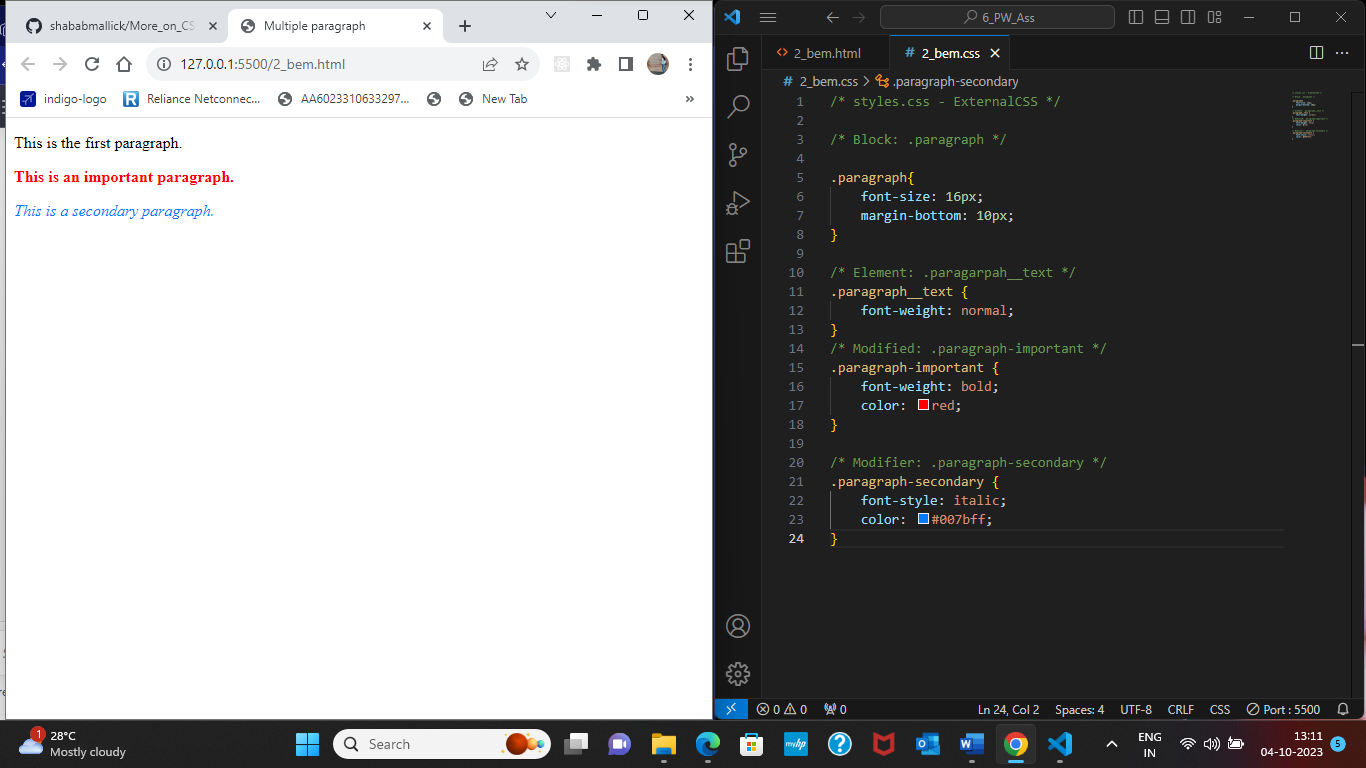 shababmallick/More_on_CS
Multiple paragraph
127.0.0.1:5500/2_bem.html
indigo-logo
Reliance Netconnec...
AA6023310633297...
New Tab
»
This is the first paragraph.
This is an important paragraph.
This is a secondary paragraph.
6_PW_Ass
2_bem.html
# 2_bem.css
# 2_bem.css > .paragraph-secondary
1 /* styles.css - ExternalCSS */
2
3 /* Block: .paragraph */
4
5 .paragraph{
6 font-size: 16px;
7 margin-bottom: 10px;
8 }
9
10 /* Element: .paragarpah__text */
11 .paragraph__text {
12 font-weight: normal;
13 }
14 /* Modified: .paragraph-important */
15 .paragraph-important {
16 font-weight: bold;
17 color: red;
18 }
19
20 /* Modifier: .paragraph-secondary */
21 .paragraph-secondary {
22 font-style: italic;
23 color: #007bff;
24 }
0 0 0 Ln 24, Col 2 Spaces: 4 UTF-8 CRLF CSS Port : 5500
1
28°C
Mostly cloudy
Search
myhp
ENG
IN
13:11
04-10-2023
5